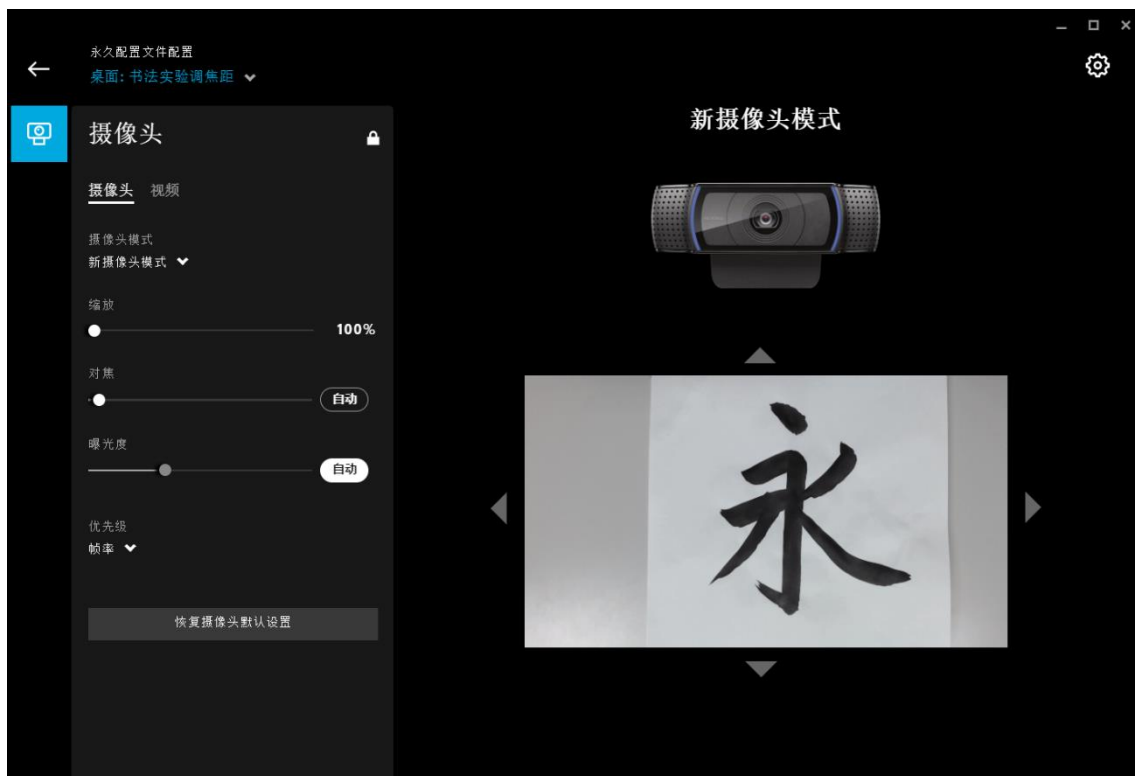 永久配置文件配置
桌面: 书法实验调焦距
摄像头
摄像头 视频
摄像头模式
新摄像头模式
缩放
100%
对焦
自动
曝光度
自动
优先级
帧率
恢复摄像头默认设置
新摄像头模式
永